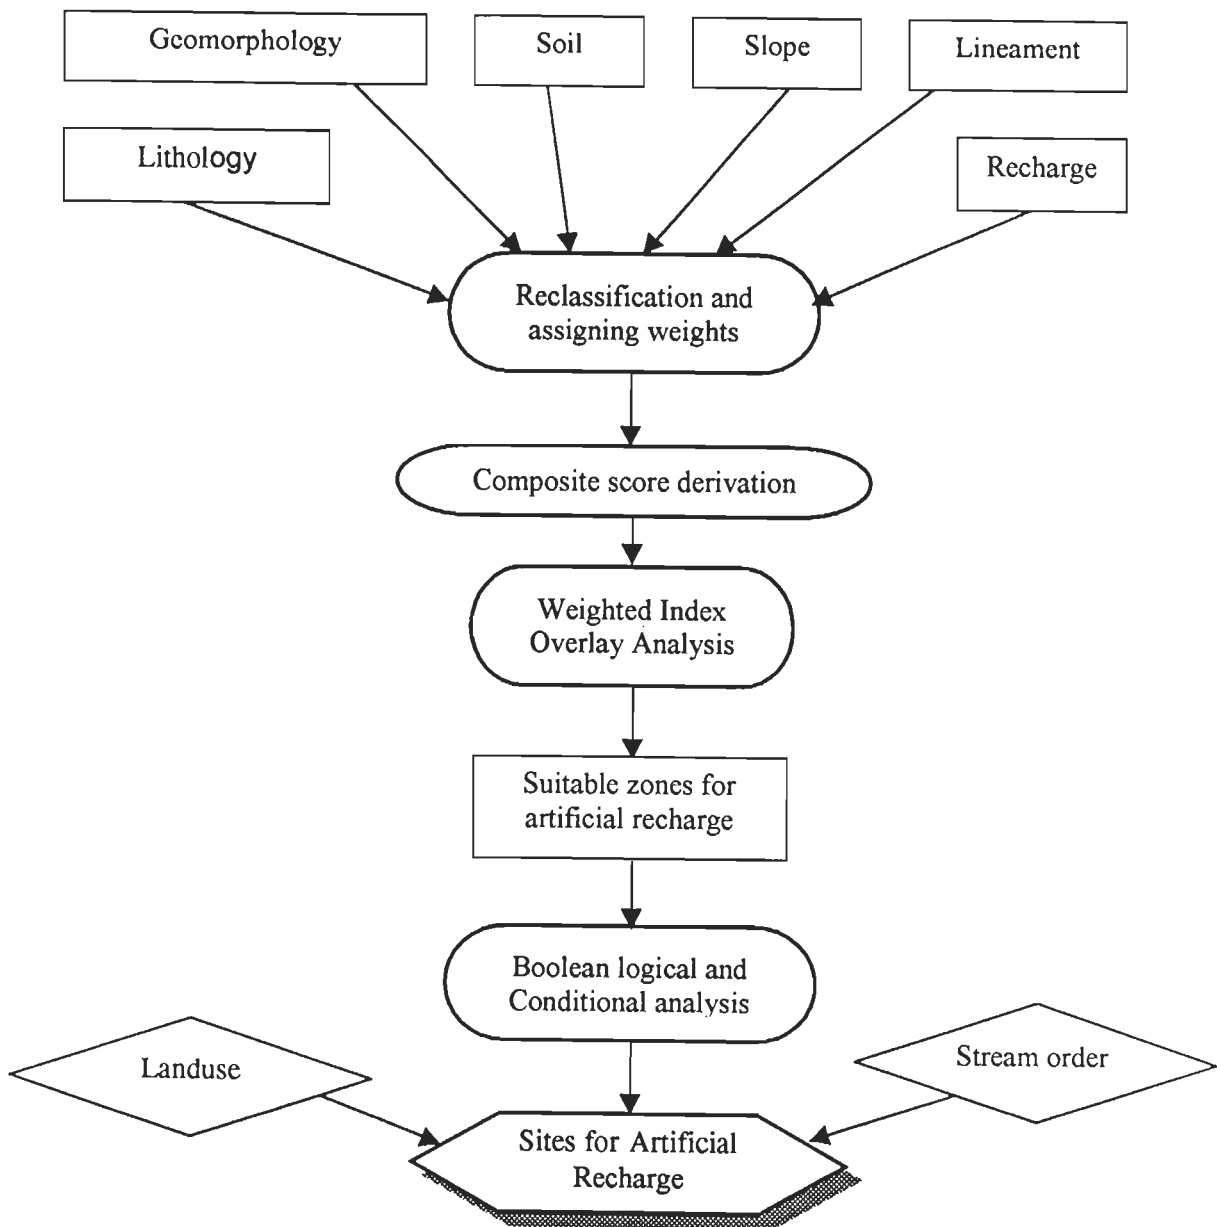 Geomorphology
Soil
Slope
Lineament
Lithology
Recharge
Reclassification and
assigning weights
Composite score derivation
Weighted Index
Overlay Analysis
Suitable zones for
artificial recharge
Boolean logical and
Conditional analysis
Landuse
Stream order
Sites for Artificial
Recharge